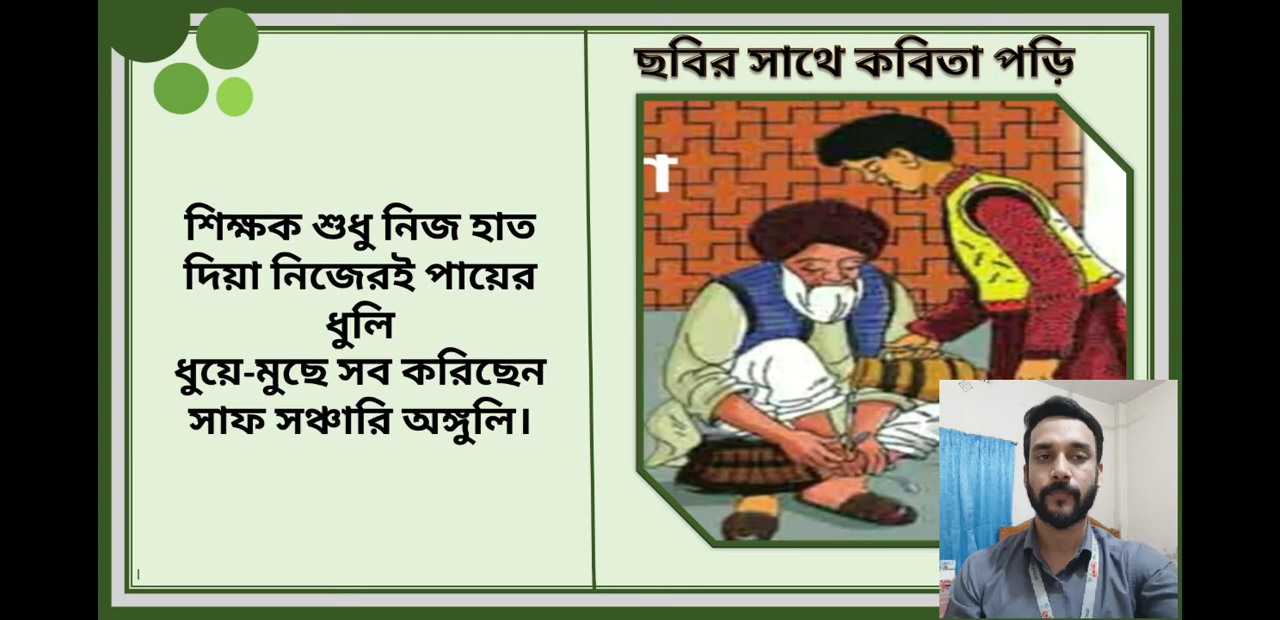 ছবির সাথে কবিতা পড়ি
শিক্ষক শুধু নিজ হাত
দিয়া নিজেরই পায়ের
ধুলি
ধুয়ে-মুছে সব করিছেন
সাফ সঞ্চারি অঙ্গুলি।